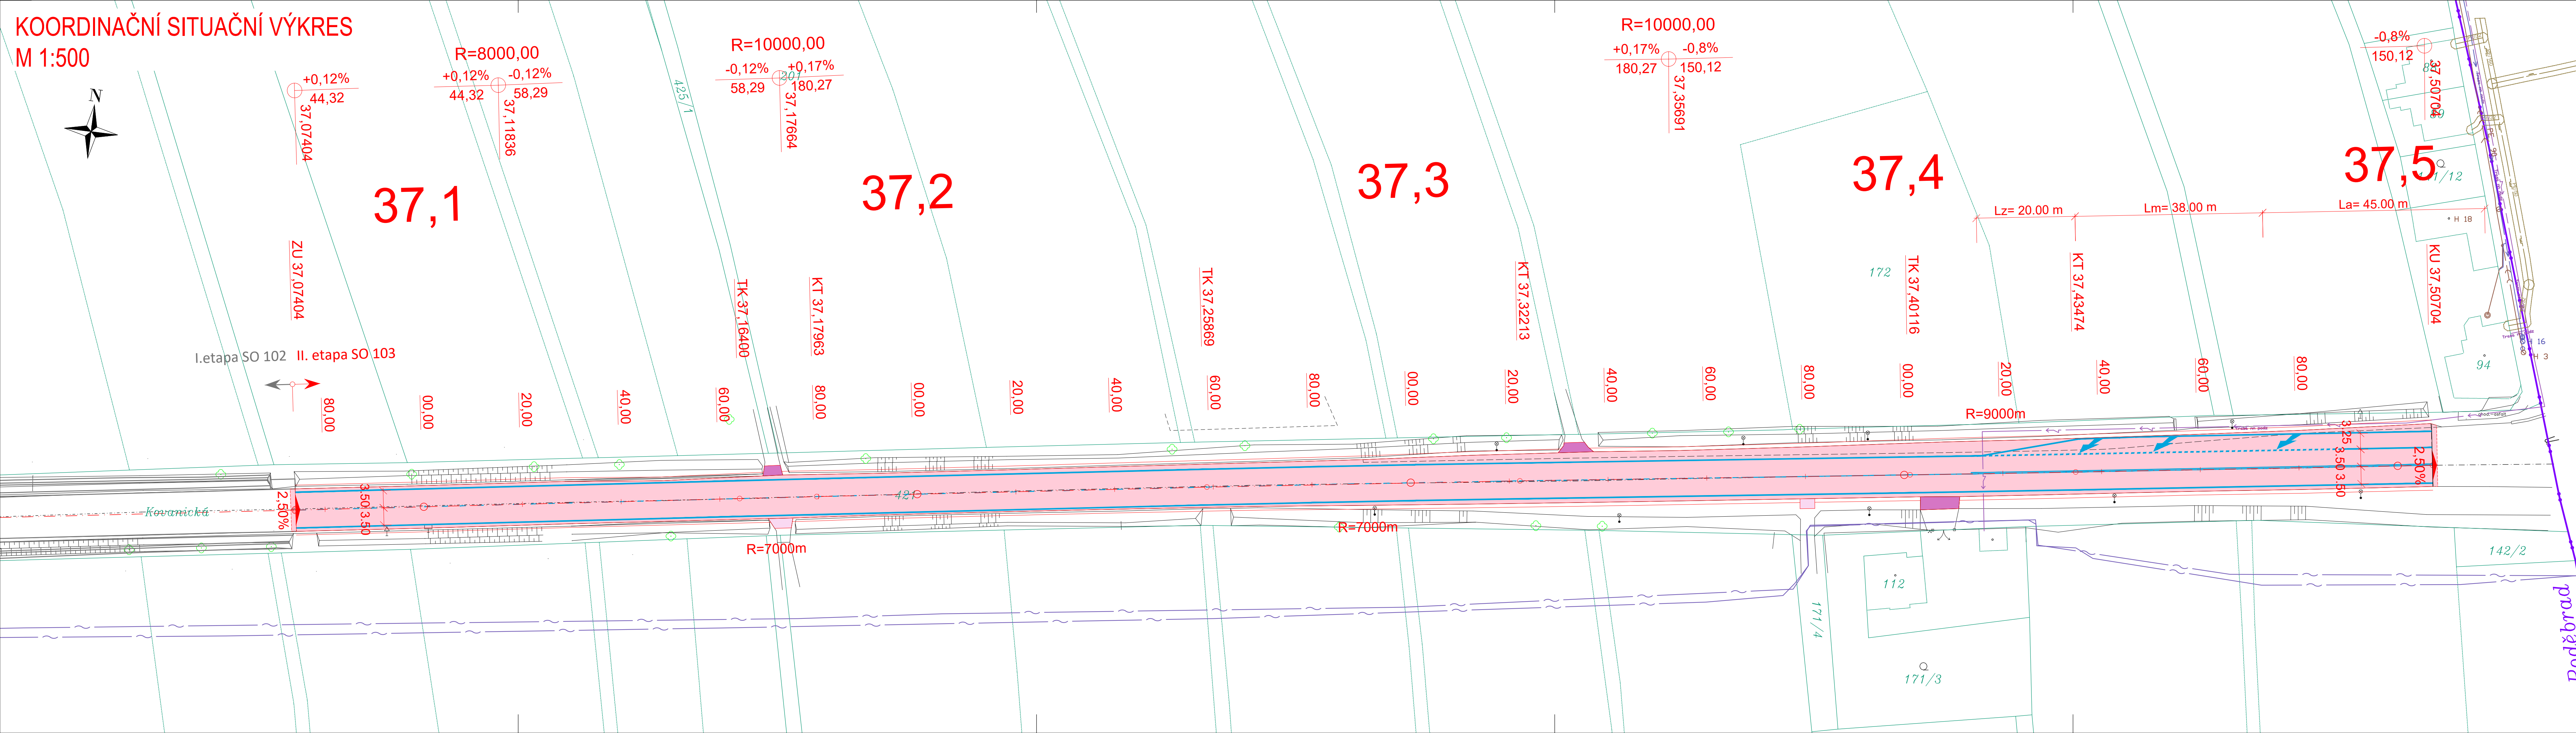 KOORDINAČNÍ SITUAČNÍ VÝKRES
M 1:500
N
+0,12%
44,32
37,07404
R=8000,00
+0,12% -0,12%
44,32 58,29
37,11836
R=10000,00
-0,12% +0,17%
58,29 180,27
37,17664
201
425/1
R=10000,00
+0,17% -0,8%
180,27 150,12
37,35691
-0,8%
150,12
37,50704
89
37,1
37,2
37,3
37,4
37,5
Lz= 20.00 m
Lm= 38.00 m
La= 45.00 m
H 18
172
ZU 37,07404
TK 37,16400
KT 37,17963
TK 37,25869
KT 37,32213
TK 37,40116
KT 37,43474
KU 37,50704
I.etapa SO 102
II. etapa SO 103
H 16
H 3
94
80,00
00,00
20,00
40,00
60,00
80,00
00,00
20,00
40,00
60,00
80,00
00,00
20,00
40,00
60,00
80,00
00,00
20,00
40,00
60,00
80,00
R=9000m
Kovanická
2,50%
3,50
3,50
421
3,25
3,50
3,50
2,50%
R=7000m
R=7000m
112
171/4
171/3
142/2
Poděbrad